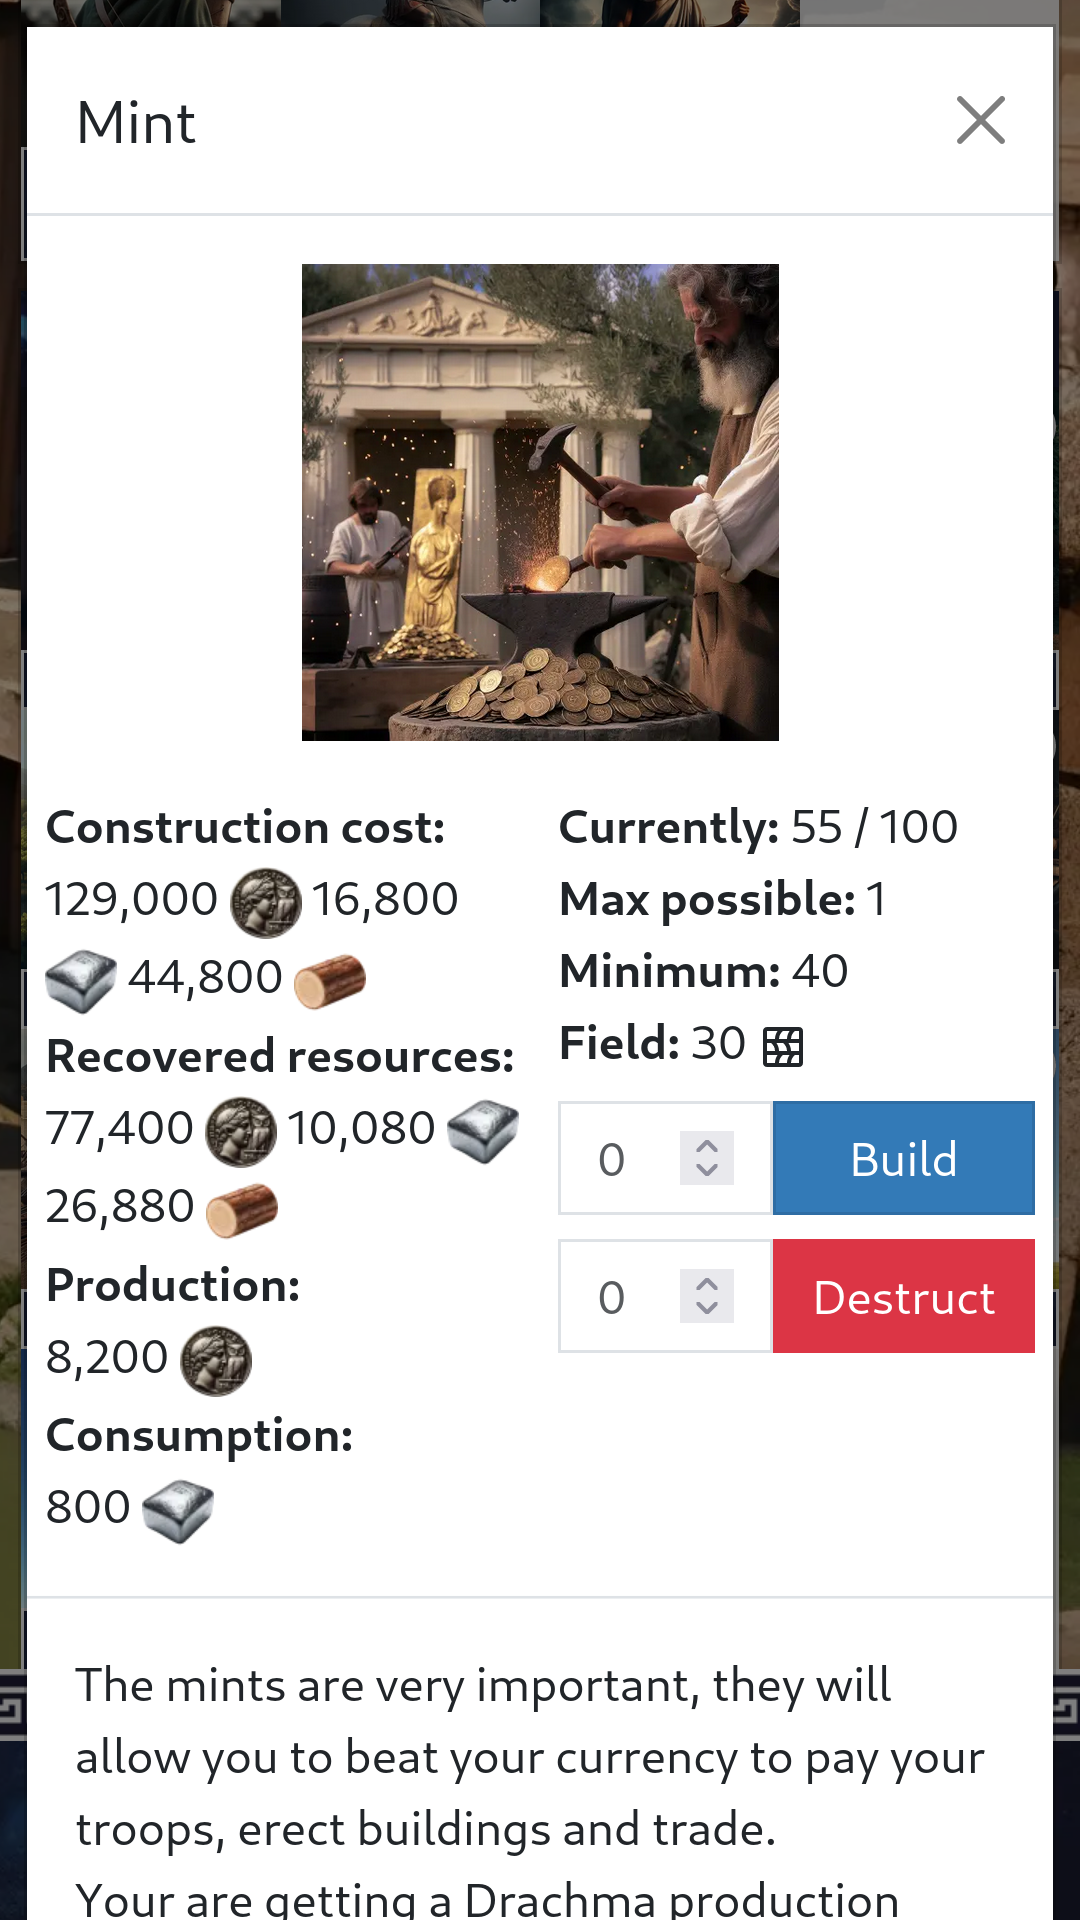 Mint
Construction cost:
129,000 16,800
44,800
Recovered resources:
77,400 10,080
26,880
Production:
8,200
Consumption:
800
Currently: 55 / 100
Max possible: 1
Minimum: 40
Field: 30
0 Build
0 Destruct
The mints are very important, they will
allow you to beat your currency to pay your
troops, erect buildings and trade.
Your are getting a Drachma production